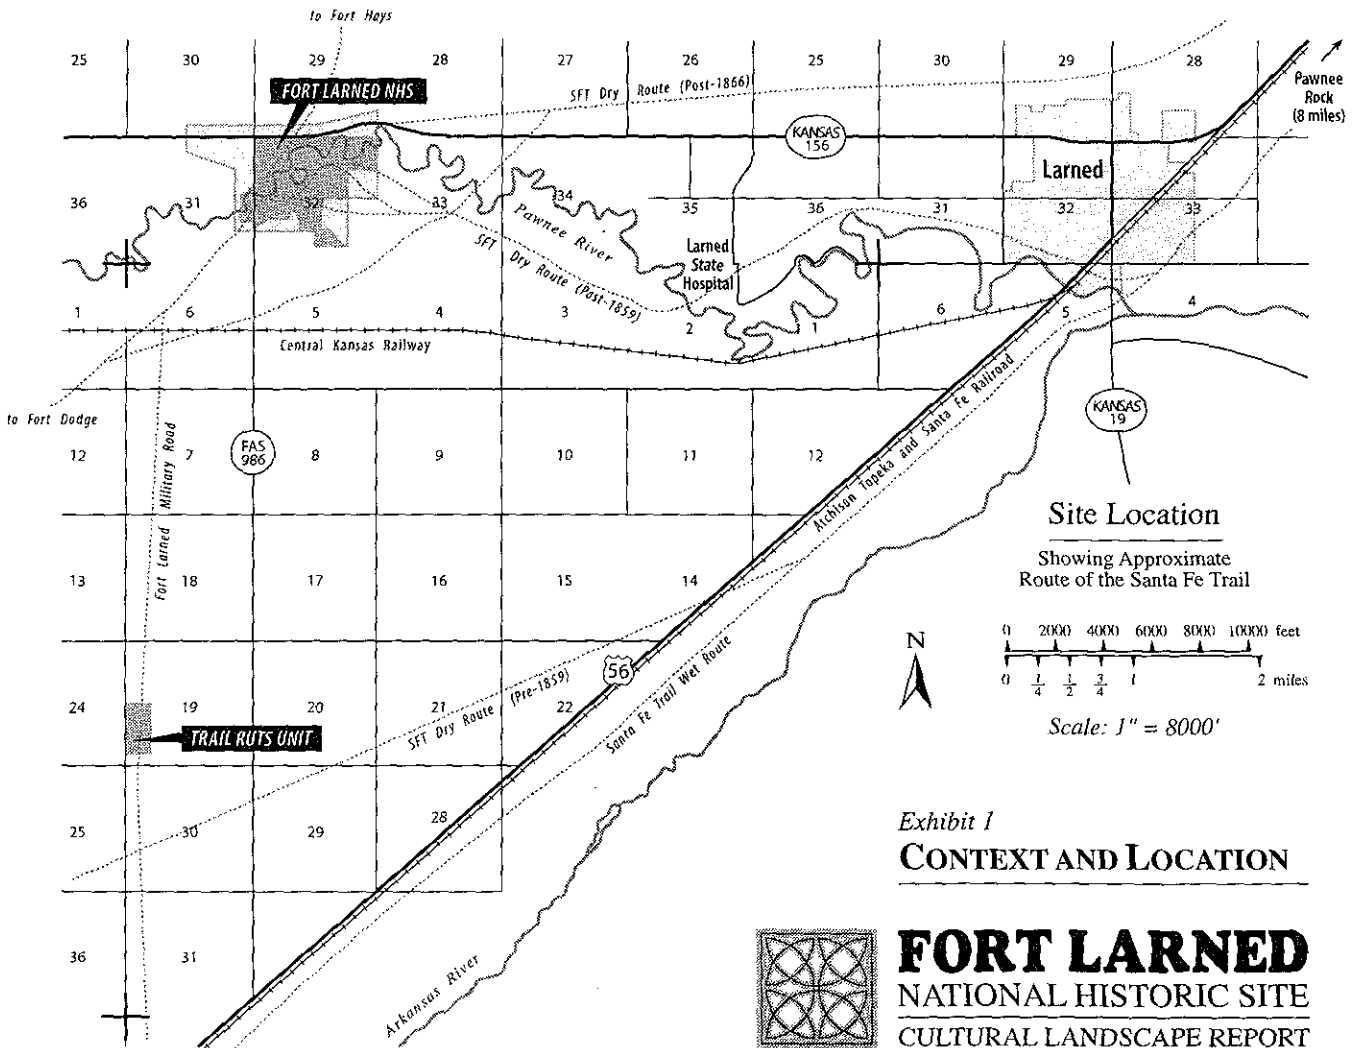 to Fort Hays
25 30 29 28 27 26 25 30 29 28
FORT LARNED NHS
SFT Dry Route (Post-1866)
Pawnee
Rock
(8 miles)
KANSAS
156
Larned
36 31 32 33 34 35 36 31 32 33
Pawnee River
SFT Dry Route (Post-1859)
Larned
State
Hospital
1 6 5 4 3 2 1 6 5 4
Central Kansas Railway
to Fort Dodge
KANSAS
19
12 7 8 9 10 11 12
FAS
986
Fort Larned Military Road
Atchison Topeka and Santa Fe Railroad
13 18 17 16 15 14
Site Location
Showing Approximate
Route of the Santa Fe Trail
N
0 2000 4000 6000 8000 10000 feet
0 1/4 1/2 3/4 1 2 miles
Scale: 1" = 8000'
56
SFT Dry Route (Pre-1859)
Santa Fe Trail Wet Route
24 19 20 21 22
TRAIL RUTS UNIT
25 30 29 28
36 31
Arkansas River
Exhibit 1
CONTEXT AND LOCATION
FORT LARNED
NATIONAL HISTORIC SITE
CULTURAL LANDSCAPE REPORT